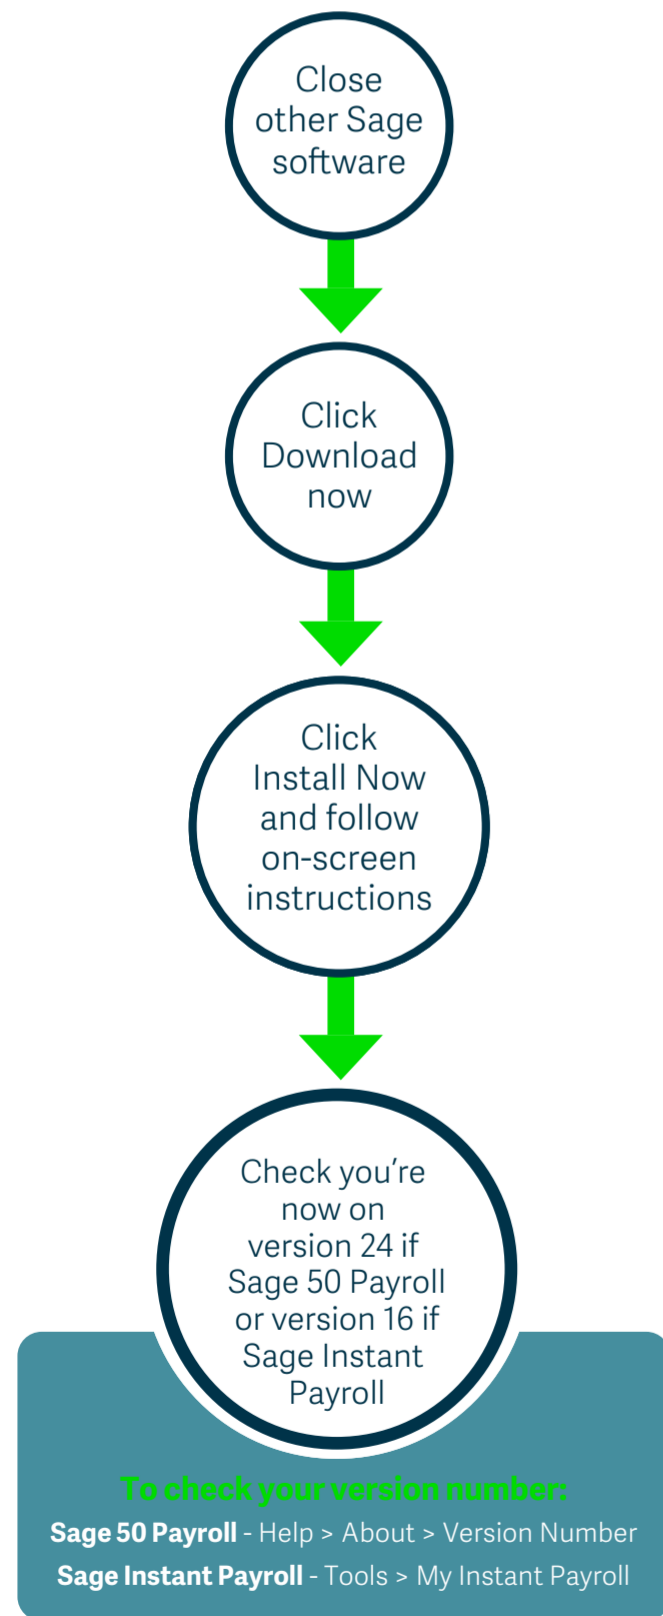 Close
other Sage
software
Click
Download
now
Click
Install Now
and follow
on-screen
instructions
Check you’re
now on
version 24 if
Sage 50 Payroll
or version 16 if
Sage Instant
Payroll
To check your version number:
Sage 50 Payroll - Help > About > Version Number
Sage Instant Payroll - Tools > My Instant Payroll